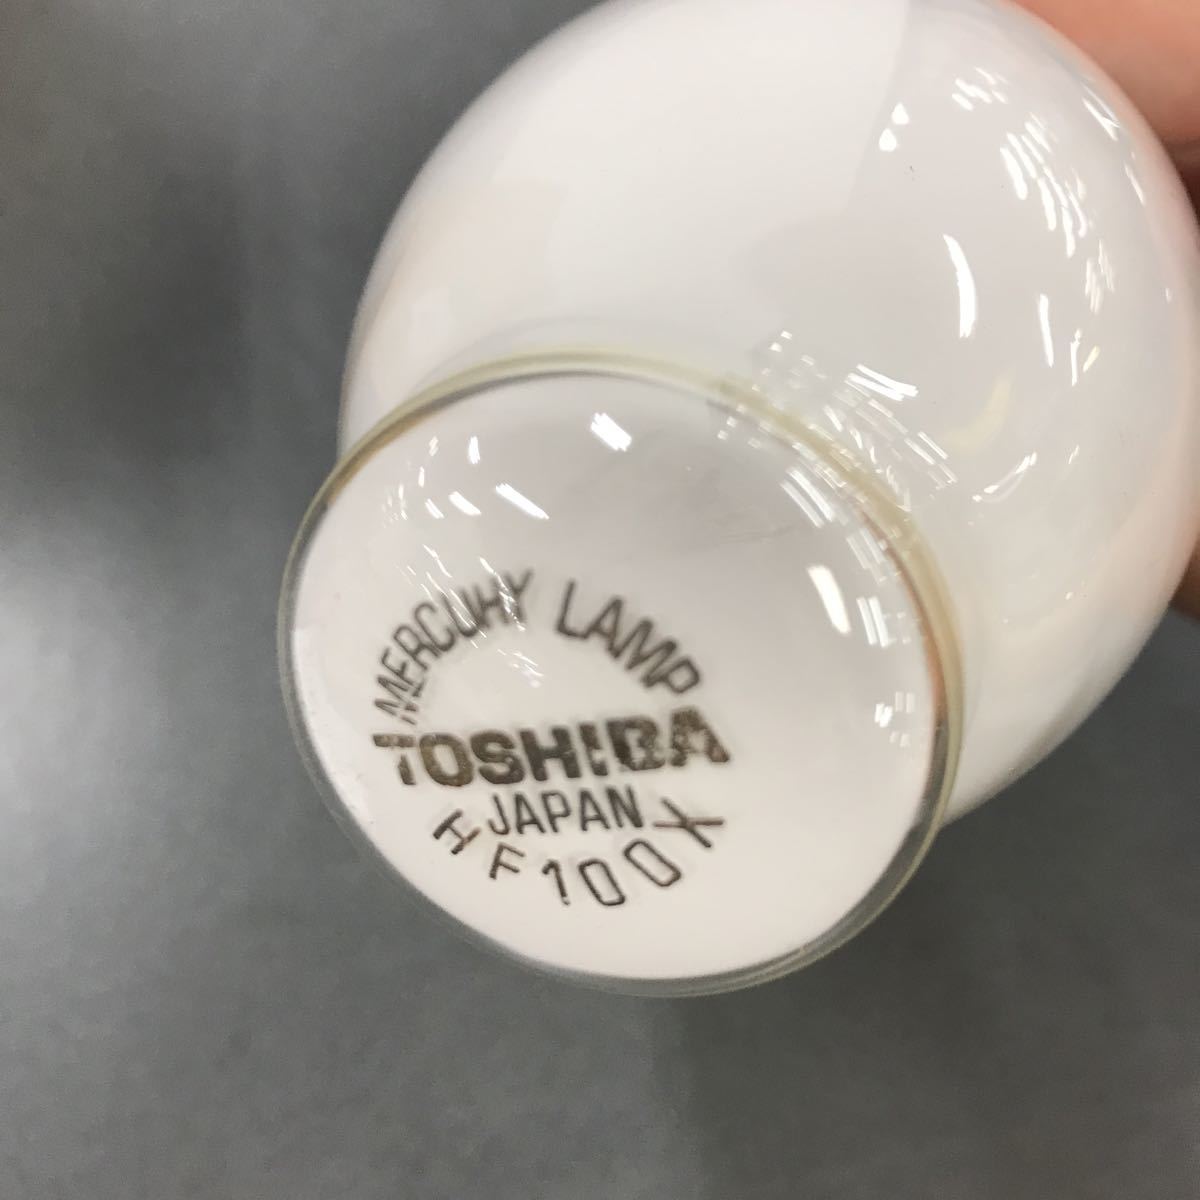 MERCURY LAMP
TOSHIBA
JAPAN
HF100X